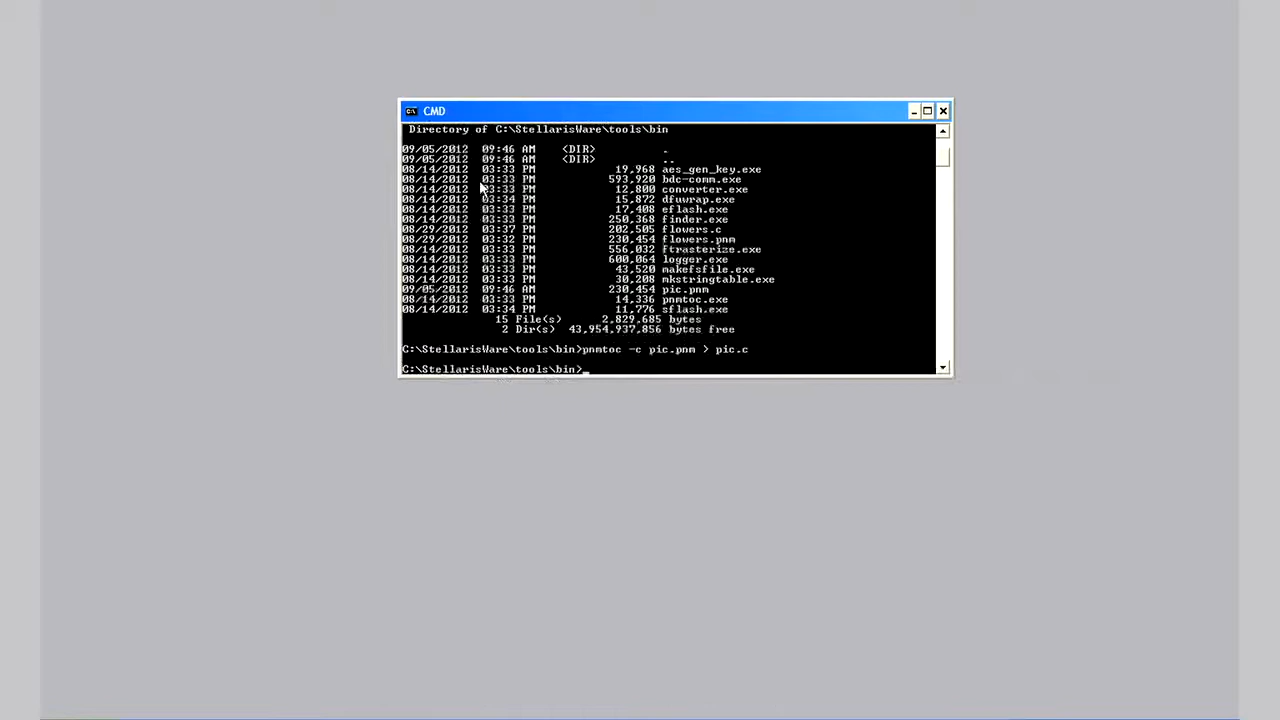 CMD
Directory of C:\StellarisWare\tools\bin
09/05/2012 09:46 AM <DIR> .
09/05/2012 09:46 AM <DIR> ..
08/14/2012 03:33 PM 19,968 aes_gen_key.exe
08/14/2012 03:33 PM 593,920 bdc-comm.exe
08/14/2012 03:33 PM 12,800 converter.exe
08/14/2012 03:34 PM 15,872 dfuwrap.exe
08/14/2012 03:33 PM 17,408 eflash.exe
08/14/2012 03:33 PM 250,368 finder.exe
08/29/2012 03:37 PM 202,505 flowers.c
08/29/2012 03:32 PM 230,454 flowers.pnm
08/14/2012 03:33 PM 556,032 ftrasterize.exe
08/14/2012 03:33 PM 600,064 logger.exe
08/14/2012 03:33 PM 43,520 makefsfile.exe
08/14/2012 03:33 PM 30,208 mkstringtable.exe
09/05/2012 09:46 AM 230,454 pic.pnm
08/14/2012 03:33 PM 14,336 pnmtoc.exe
08/14/2012 03:34 PM 11,776 sflash.exe
15 File(s) 2,829,685 bytes
2 Dir(s) 43,954,937,856 bytes free
C:\StellarisWare\tools\bin>pnmtoc -c pic.pnm > pic.c
C:\StellarisWare\tools\bin>_